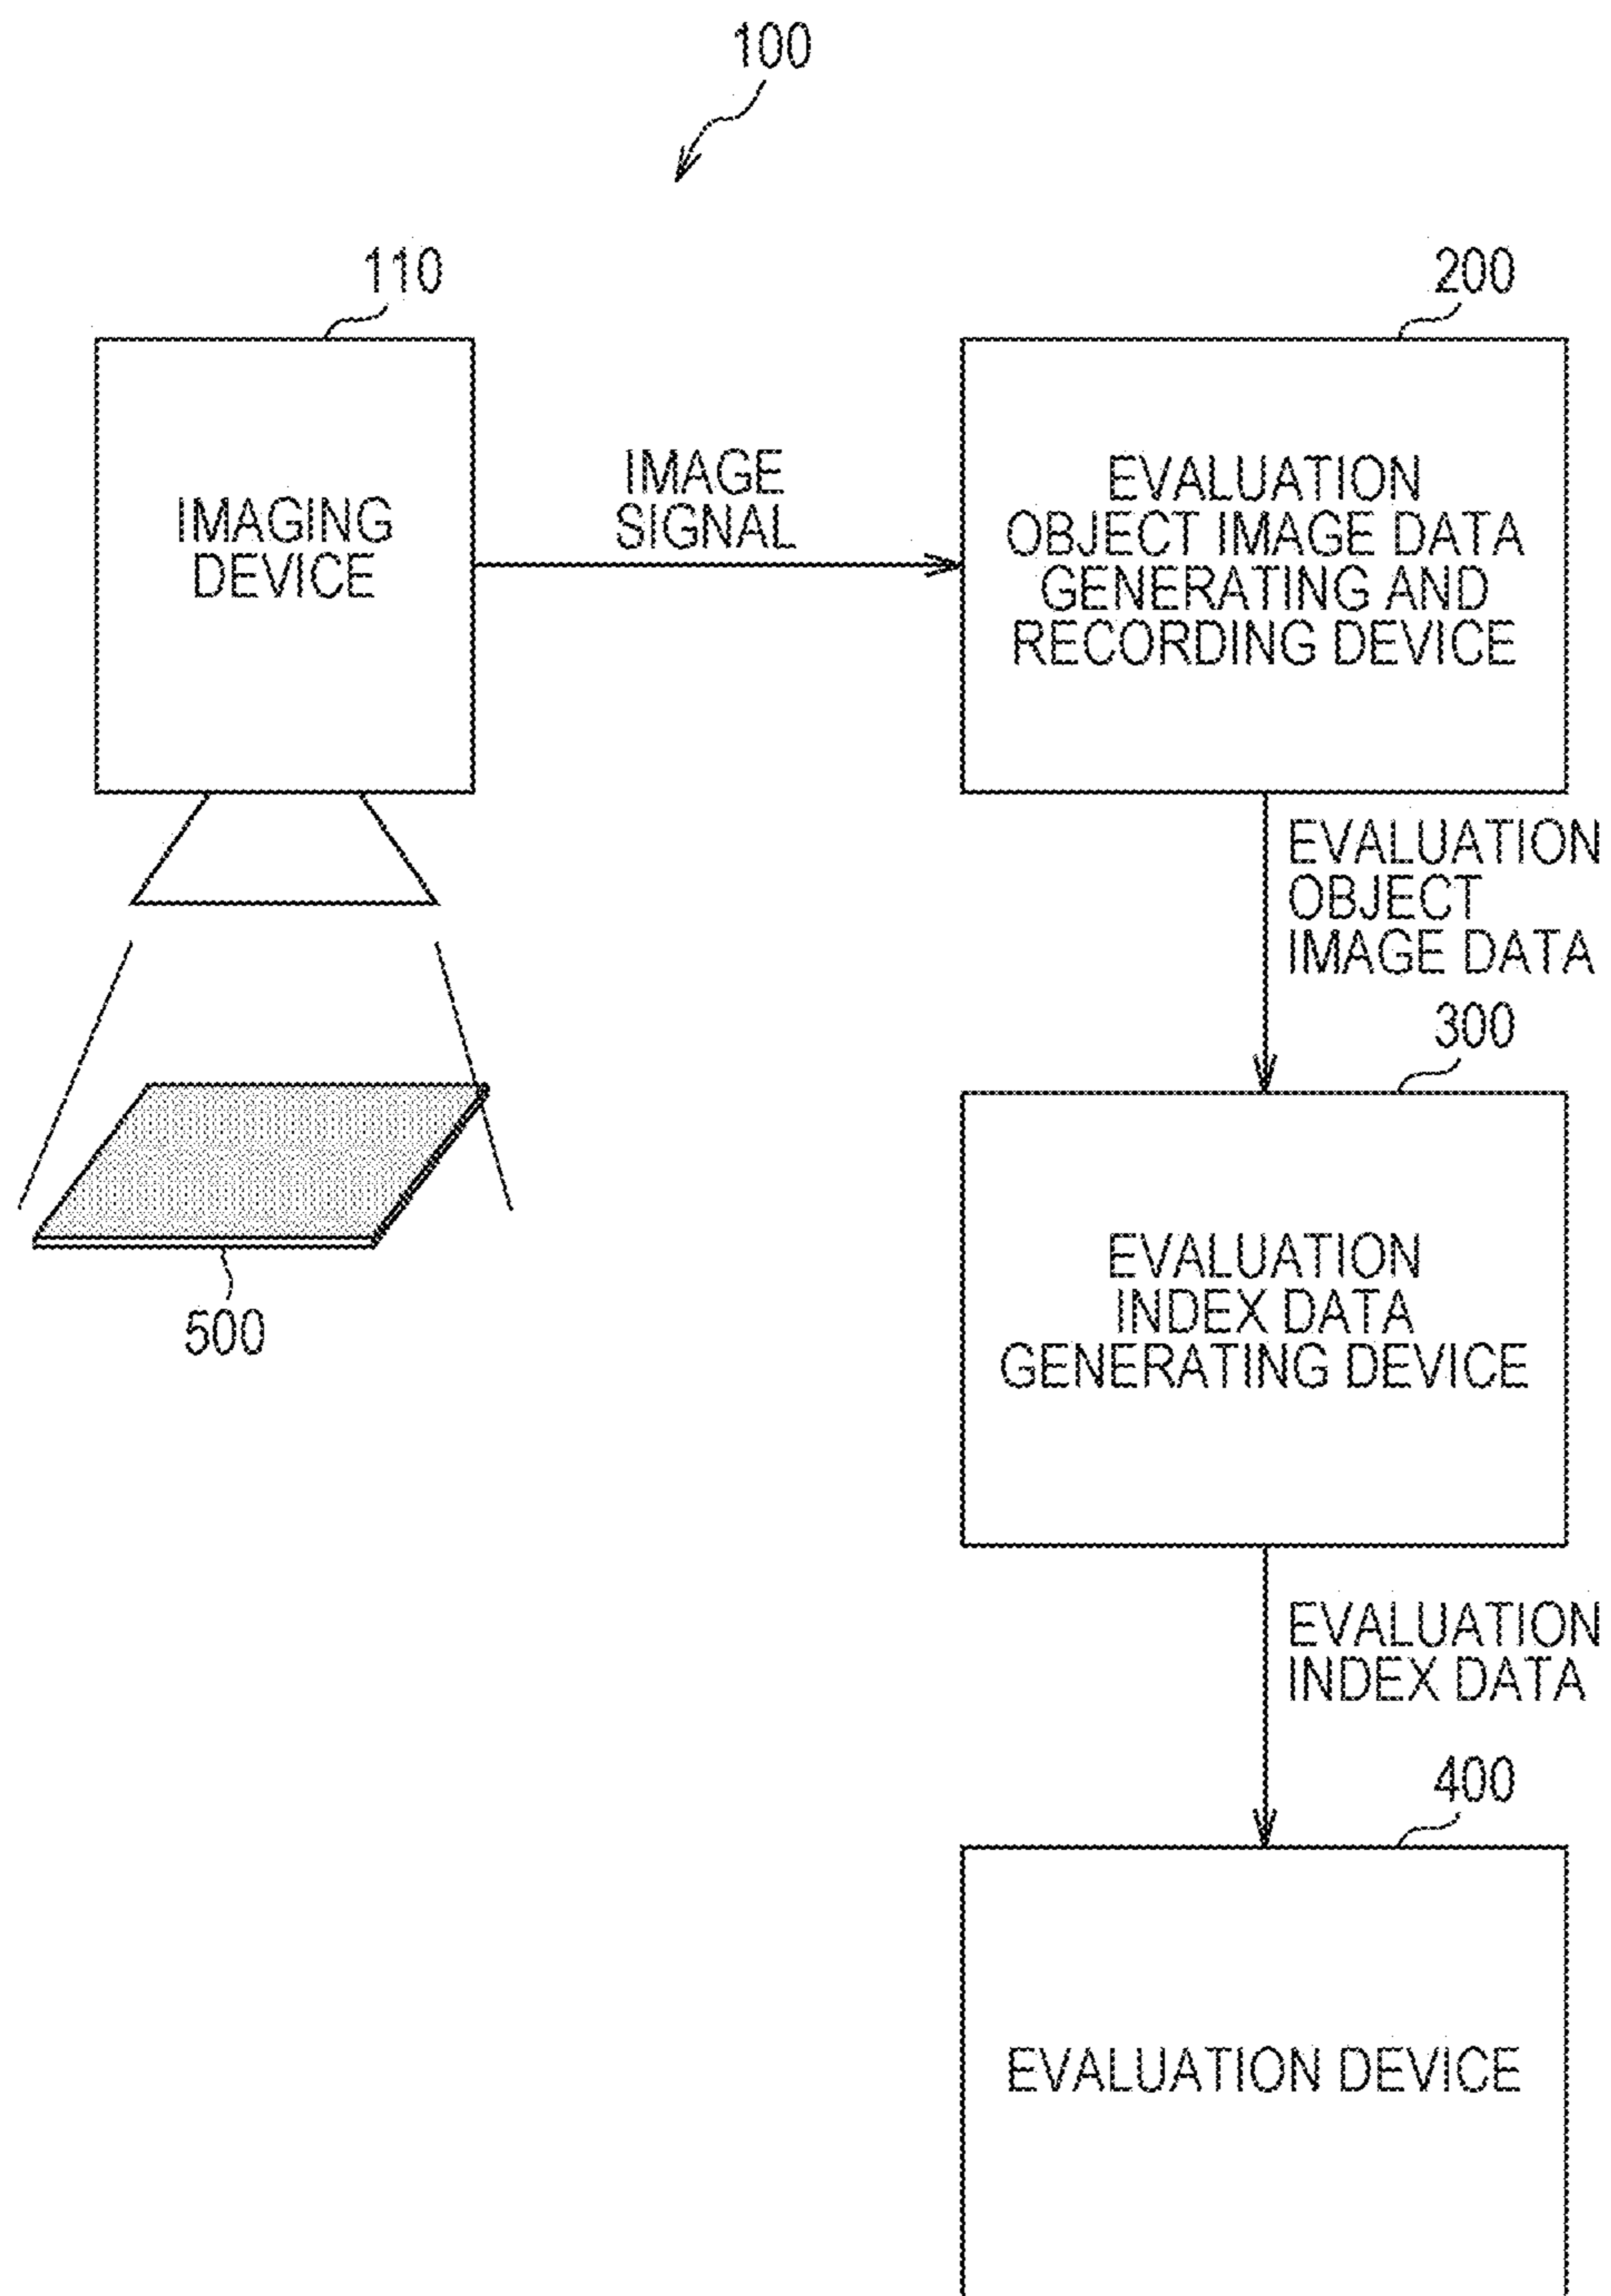 100
110
200
IMAGING
DEVICE
IMAGE
SIGNAL
EVALUATION
OBJECT IMAGE DATA
GENERATING AND
RECORDING DEVICE
EVALUATION
OBJECT
IMAGE DATA
300
500
EVALUATION
INDEX DATA
GENERATING DEVICE
EVALUATION
INDEX DATA
400
EVALUATION DEVICE